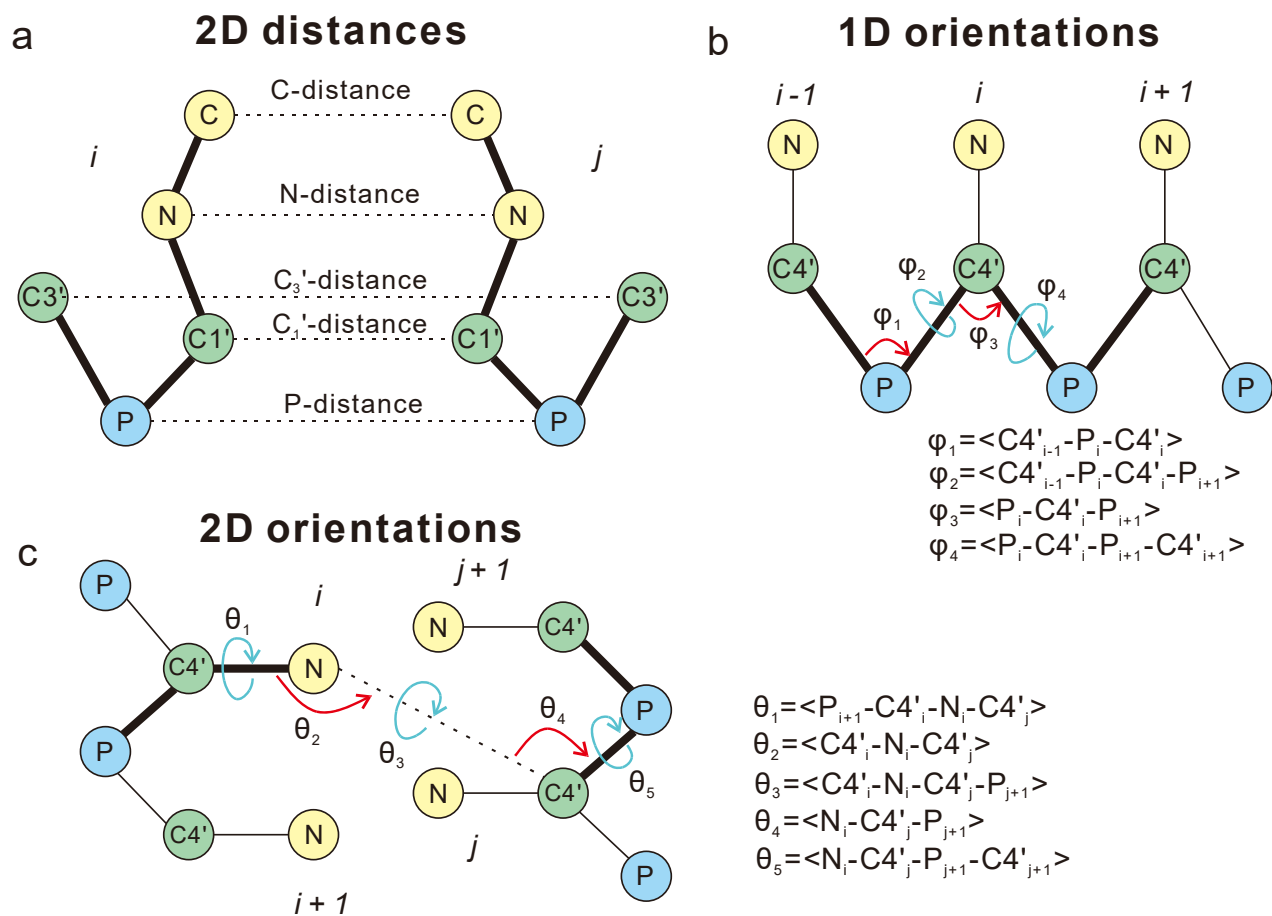 a
2D distances
C C-distance C
i j
N N-distance N
C3' C₃'-distance C3'
C1' C₁'-distance C1'
P P-distance P
b
1D orientations
i -1 i i + 1
N N N
C4' C4' C4'
φ₂ φ₄
φ₁ φ₃
P P P
φ₁=<C4'ᵢ₋₁-Pᵢ-C4'ᵢ>
φ₂=<C4'ᵢ₋₁-Pᵢ-C4'ᵢ-Pᵢ₊₁>
φ₃=<Pᵢ-C4'ᵢ-Pᵢ₊₁>
φ₄=<Pᵢ-C4'ᵢ-Pᵢ₊₁-C4'ᵢ₊₁>
c
2D orientations
P i j + 1
θ₁ N C4'
C4' N
θ₂ θ₃ θ₄ P
P N C4' θ₅
C4' N j
P
i + 1
θ₁=<Pᵢ₊₁-C4'ᵢ-Nᵢ-C4'ⱼ>
θ₂=<C4'ᵢ-Nᵢ-C4'ⱼ>
θ₃=<C4'ᵢ-Nᵢ-C4'ⱼ-Pⱼ₊₁>
θ₄=<Nᵢ-C4'ⱼ-Pⱼ₊₁>
θ₅=<Nᵢ-C4'ⱼ-Pⱼ₊₁-C4'ⱼ₊₁>